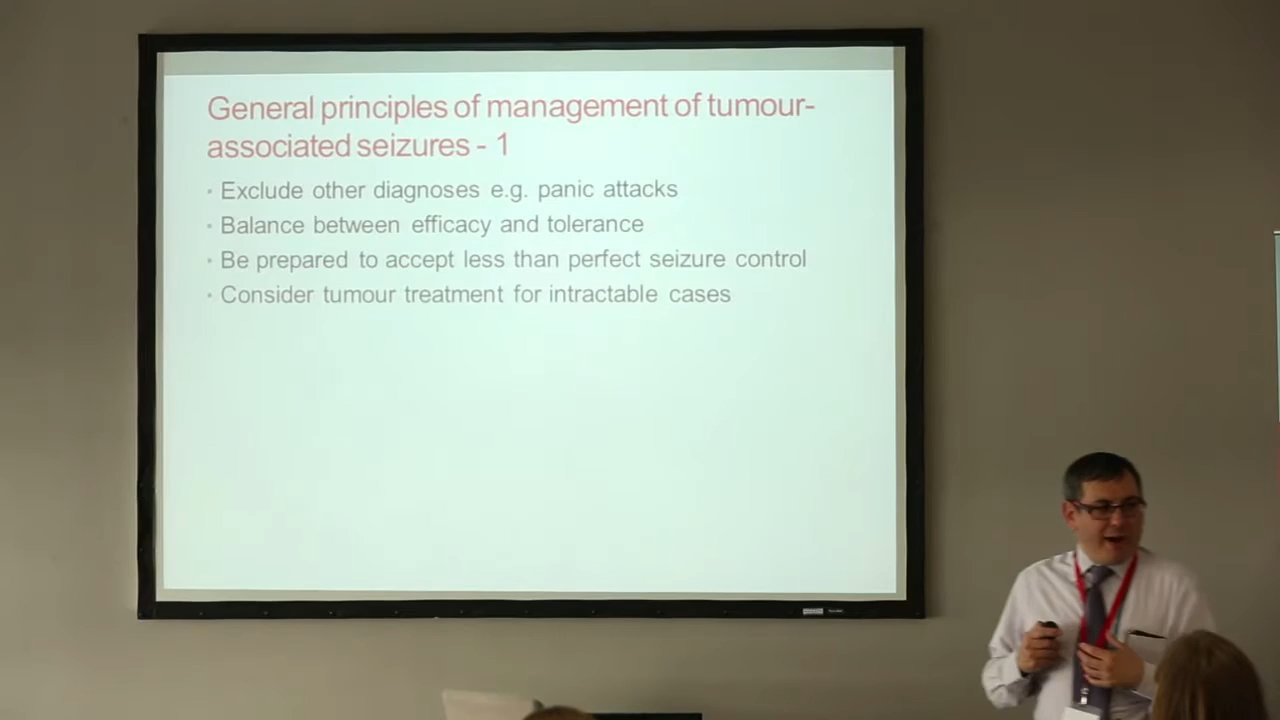 General principles of management of tumour-
associated seizures - 1
• Exclude other diagnoses e.g. panic attacks
• Balance between efficacy and tolerance
• Be prepared to accept less than perfect seizure control
• Consider tumour treatment for intractable cases